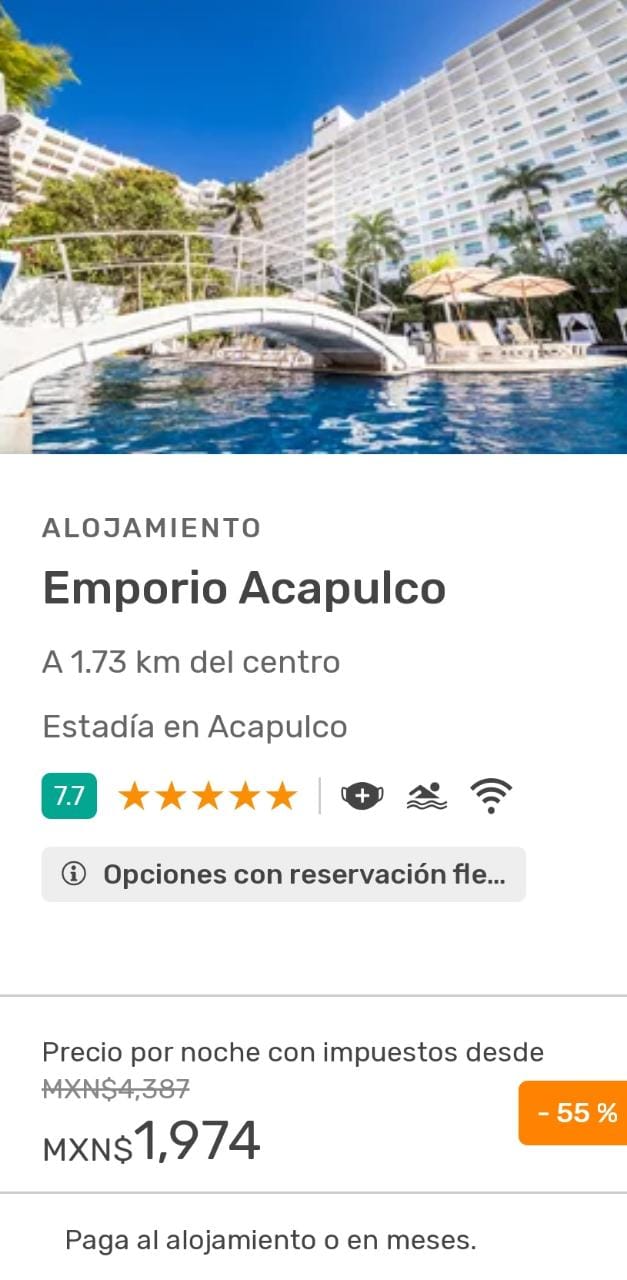 ALOJAMIENTO
Emporio Acapulco
A 1.73 km del centro
Estadía en Acapulco
7.7
Opciones con reservación fle...
Precio por noche con impuestos desde
MXN$4,387
MXN$1,974
- 55 %
Paga al alojamiento o en meses.